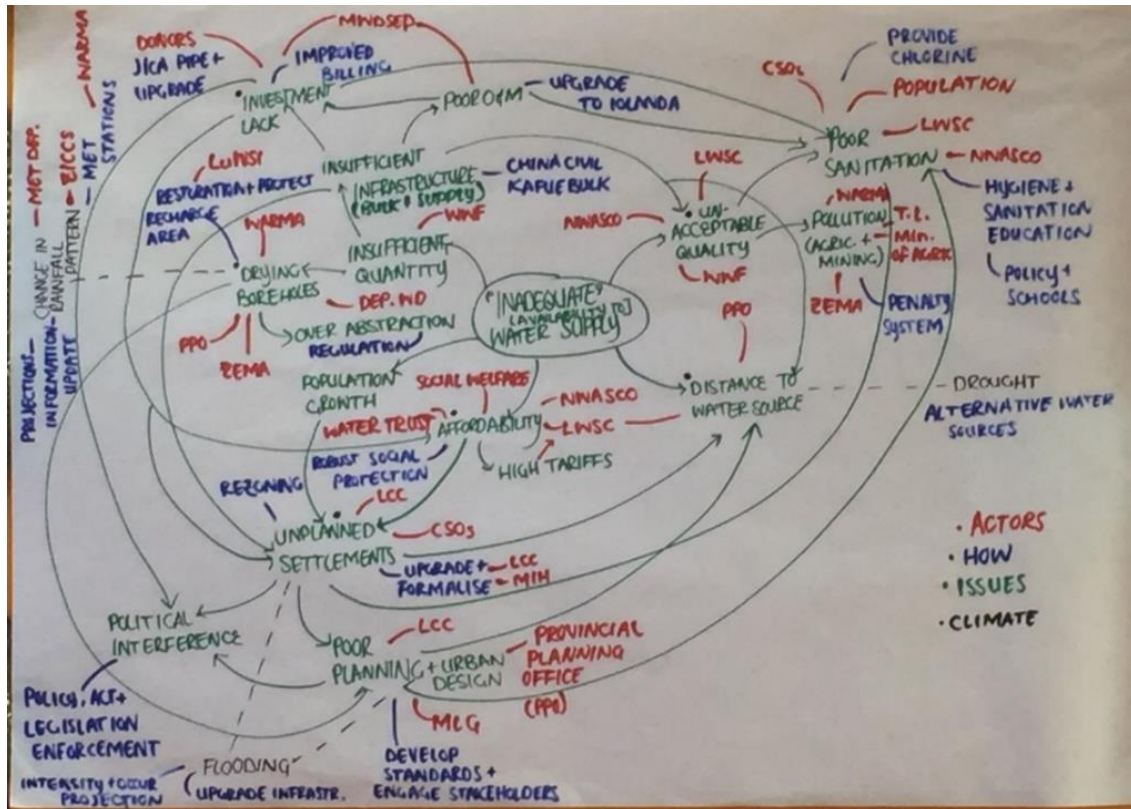 DONORS
JICA PIPE +
UPGRADE
MWDSEP
IMPROVED
BILLING
INVESTMENT
LACK
POOR O&M
UPGRADE
TO IOLANDA
CSOs
PROVIDE
CHLORINE
POPULATION
LWSC
POOR
SANITATION
NWASCO
HYGIENE +
SANITATION
EDUCATION
POLICY +
SCHOOLS
WARMA
MET
STATIONS
MET DEP.
ZICCS
CHANGE IN
RAINFALL
PATTERN
PROJECTIONS
INFORMATION
UPDATE
RESTORATION + PROTECT
RECHARGE
AREA
WARMA
INSUFFICIENT
INFRASTRUCTURE
(BULK + SUPPLY)
CHINA CIVIL
KAFUE BULK
WWF
INSUFFICIENT
QUANTITY
DRYING
BOREHOLES
DEP. WD
PPO
ZEMA
OVER ABSTRACTION
REGULATION
LWSC
NWASCO
UN-
ACCEPTABLE
QUALITY
WWF
WARMA
POLLUTION
(AGRIC +
MINING)
T.L.
Min.
OF AGRIC
ZEMA
PENALTY
SYSTEM
"INADEQUATE"
WATER SUPPLY
PPO
DISTANCE TO
WATER SOURCE
DROUGHT
ALTERNATIVE WATER
SOURCES
POPULATION
GROWTH
SOCIAL WELFARE
WATER TRUST
AFFORDABILITY
NWASCO
LWSC
HIGH TARIFFS
ROBUST SOCIAL
PROTECTION
REZONING
LCC
UNPLANNED
SETTLEMENTS
CSOs
UPGRADE +
FORMALISE
LCC
MIH
POLITICAL
INTERFERENCE
POLICY, ACT +
LEGISLATION
ENFORCEMENT
POOR
PLANNING + URBAN
DESIGN
LCC
PROVINCIAL
PLANNING
OFFICE
(PPO)
MLG
DEVELOP
STANDARDS +
ENGAGE STAKEHOLDERS
FLOODING
INTENSITY + OCCUR
PROJECTION
UPGRADE INFRASTR.
• ACTORS
• HOW
• ISSUES
• CLIMATE